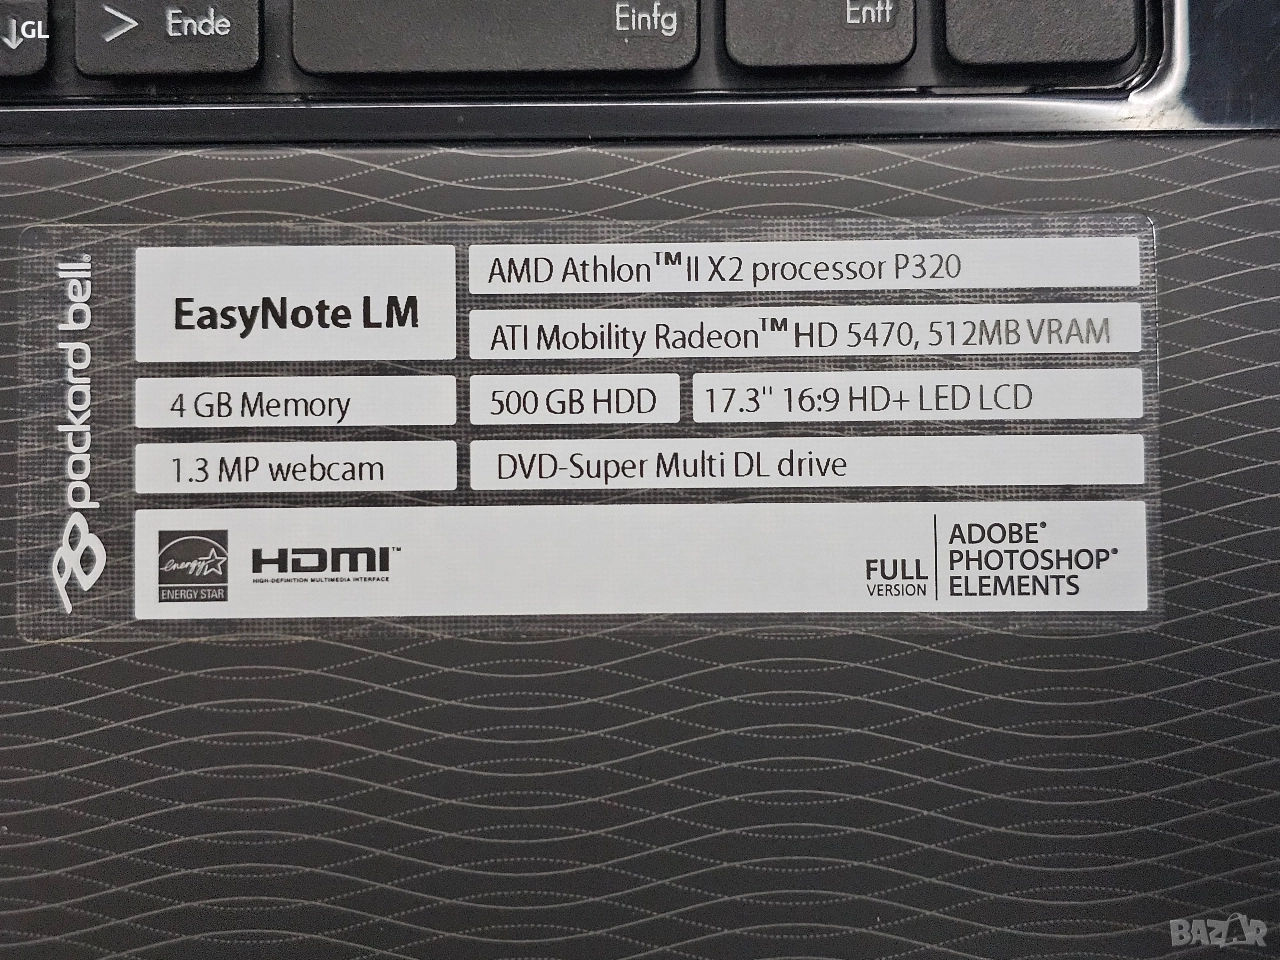 GL
Ende
Einfg
Entf
packard bell
EasyNote LM
AMD Athlon™ II X2 processor P320
ATI Mobility Radeon™ HD 5470, 512MB VRAM
4 GB Memory
500 GB HDD
17.3" 16:9 HD+ LED LCD
1.3 MP webcam
DVD-Super Multi DL drive
energy
ENERGY STAR
HDMI™
HIGH-DEFINITION MULTIMEDIA INTERFACE
FULL
VERSION
ADOBE®
PHOTOSHOP®
ELEMENTS
BAZAR